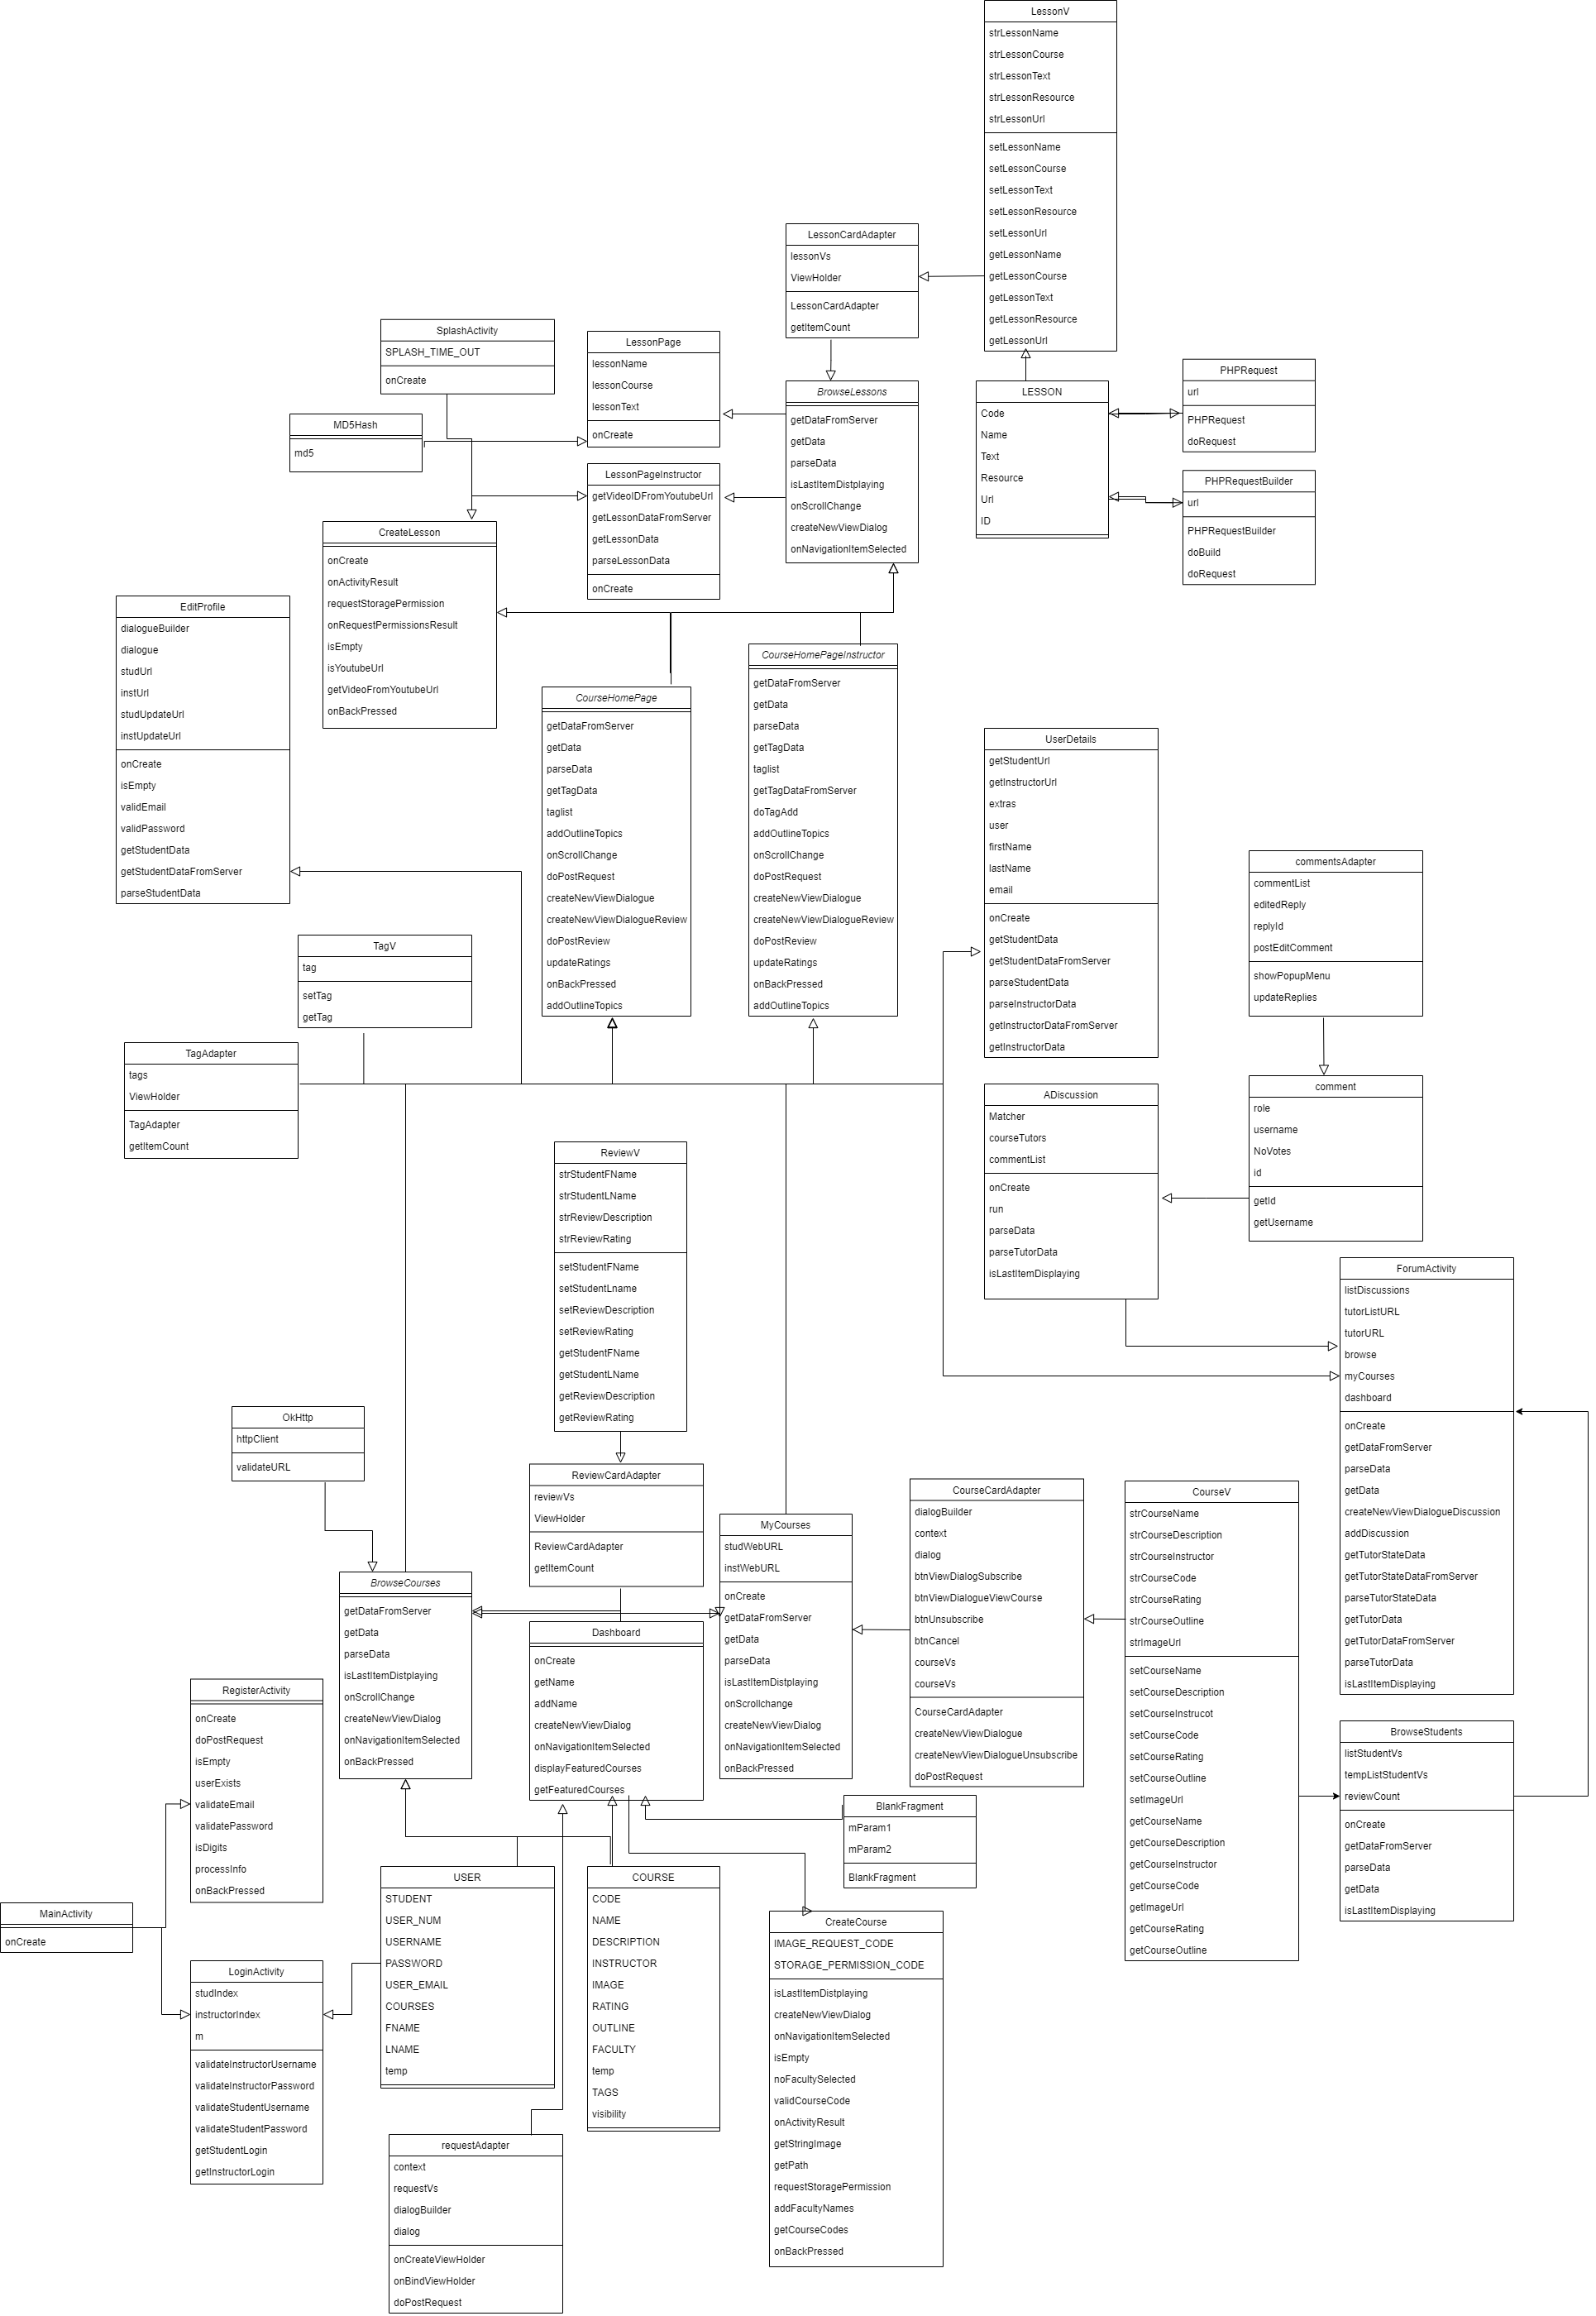 LessonV
strLessonName
strLessonCourse
strLessonText
strLessonResource
strLessonUrl
setLessonName
setLessonCourse
setLessonText
setLessonResource
setLessonUrl
getLessonName
getLessonCourse
getLessonText
getLessonResource
getLessonUrl
LessonCardAdapter
lessonVs
ViewHolder
LessonCardAdapter
getItemCount
SplashActivity
SPLASH_TIME_OUT
onCreate
LessonPage
lessonName
lessonCourse
lessonText
onCreate
BrowseLessons
getDataFromServer
getData
parseData
isLastItemDistplaying
onScrollChange
createNewViewDialog
onNavigationItemSelected
LESSON
Code
Name
Text
Resource
Url
ID
PHPRequest
url
PHPRequest
doRequest
PHPRequestBuilder
url
PHPRequestBuilder
doBuild
doRequest
MD5Hash
md5
LessonPageInstructor
getVideoIDFromYoutubeUrl
getLessonDataFromServer
getLessonData
parseLessonData
onCreate
CreateLesson
onCreate
onActivityResult
requestStoragePermission
onRequestPermissionsResult
isEmpty
isYoutubeUrl
getVideoFromYoutubeUrl
onBackPressed
EditProfile
dialogueBuilder
dialogue
studUrl
instUrl
studUpdateUrl
instUpdateUrl
onCreate
isEmpty
validEmail
validPassword
getStudentData
getStudentDataFromServer
parseStudentData
CourseHomePage
getDataFromServer
getData
parseData
getTagData
taglist
addOutlineTopics
onScrollChange
doPostRequest
createNewViewDialogue
createNewViewDialogueReview
doPostReview
updateRatings
onBackPressed
addOutlineTopics
CourseHomePageInstructor
getDataFromServer
getData
parseData
getTagData
taglist
getTagDataFromServer
doTagAdd
addOutlineTopics
onScrollChange
doPostRequest
createNewViewDialogue
createNewViewDialogueReview
doPostReview
updateRatings
onBackPressed
addOutlineTopics
UserDetails
getStudentUrl
getInstructorUrl
extras
user
firstName
lastName
email
onCreate
getStudentData
getStudentDataFromServer
parseStudentData
parseInstructorData
getInstructorDataFromServer
getInstructorData
commentsAdapter
commentList
editedReply
replyId
postEditComment
showPopupMenu
updateReplies
TagV
tag
setTag
getTag
TagAdapter
tags
ViewHolder
TagAdapter
getItemCount
ADiscussion
Matcher
courseTutors
commentList
onCreate
run
parseData
parseTutorData
isLastItemDisplaying
comment
role
username
NoVotes
id
getId
getUsername
ReviewV
strStudentFName
strStudentLName
strReviewDescription
strReviewRating
setStudentFName
setStudentLname
setReviewDescription
setReviewRating
getStudentFName
getStudentLName
getReviewDescription
getReviewRating
ForumActivity
listDiscussions
tutorListURL
tutorURL
browse
myCourses
dashboard
onCreate
getDataFromServer
parseData
getData
createNewViewDialogueDiscussion
addDiscussion
getTutorStateData
getTutorStateDataFromServer
parseTutorStateData
getTutorData
getTutorDataFromServer
parseTutorData
isLastItemDisplaying
OkHttp
httpClient
validateURL
ReviewCardAdapter
reviewVs
ViewHolder
ReviewCardAdapter
getItemCount
MyCourses
studWebURL
instWebURL
onCreate
getDataFromServer
getData
parseData
isLastItemDistplaying
onScrollchange
createNewViewDialog
onNavigationItemSelected
onBackPressed
CourseCardAdapter
dialogBuilder
context
dialog
btnViewDialogSubscribe
btnViewDialogueViewCourse
btnUnsubscribe
btnCancel
courseVs
courseVs
CourseCardAdapter
createNewViewDialogue
createNewViewDialogueUnsubscribe
doPostRequest
CourseV
strCourseName
strCourseDescription
strCourseInstructor
strCourseCode
strCourseRating
strCourseOutline
strImageUrl
setCourseName
setCourseDescription
setCourseInstrucot
setCourseCode
setCourseRating
setCourseOutline
setImageUrl
getCourseName
getCourseDescription
getCourseInstructor
getCourseCode
getImageUrl
getCourseRating
getCourseOutline
BrowseCourses
getDataFromServer
getData
parseData
isLastItemDistplaying
onScrollChange
createNewViewDialog
onNavigationItemSelected
onBackPressed
Dashboard
onCreate
getName
addName
createNewViewDialog
onNavigationItemSelected
displayFeaturedCourses
getFeaturedCourses
RegisterActivity
onCreate
doPostRequest
isEmpty
userExists
validateEmail
validatePassword
isDigits
processInfo
onBackPressed
BrowseStudents
listStudentVs
tempListStudentVs
reviewCount
onCreate
getDataFromServer
parseData
getData
isLastItemDisplaying
BlankFragment
mParam1
mParam2
BlankFragment
MainActivity
onCreate
USER
STUDENT
USER_NUM
USERNAME
PASSWORD
USER_EMAIL
COURSES
FNAME
LNAME
temp
COURSE
CODE
NAME
DESCRIPTION
INSTRUCTOR
IMAGE
RATING
OUTLINE
FACULTY
temp
TAGS
visibility
CreateCourse
IMAGE_REQUEST_CODE
STORAGE_PERMISSION_CODE
isLastItemDistplaying
createNewViewDialog
onNavigationItemSelected
isEmpty
noFacultySelected
validCourseCode
onActivityResult
getStringImage
getPath
requestStoragePermission
addFacultyNames
getCourseCodes
onBackPressed
LoginActivity
studIndex
instructorIndex
m
validateInstructorUsername
validateInstructorPassword
validateStudentUsername
validateStudentPassword
getStudentLogin
getInstructorLogin
requestAdapter
context
requestVs
dialogBuilder
dialog
onCreateViewHolder
onBindViewHolder
doPostRequest